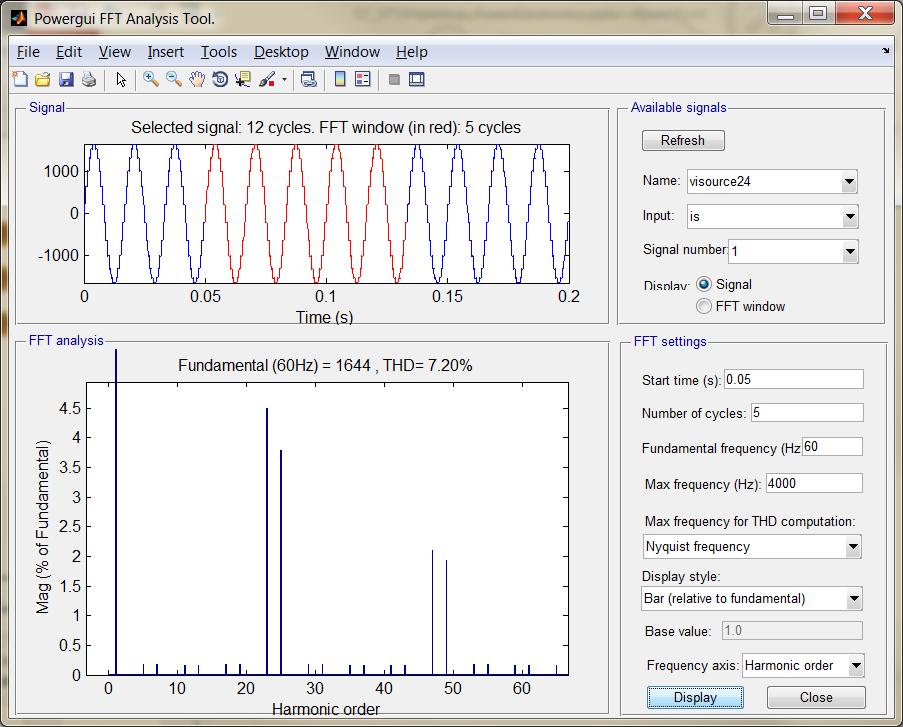 Powergui FFT Analysis Tool.
File Edit View Insert Tools Desktop Window Help
Signal
Selected signal: 12 cycles. FFT window (in red): 5 cycles
1000
0
-1000
0 0.05 0.1 0.15 0.2
Time (s)
FFT analysis
Fundamental (60Hz) = 1644 , THD= 7.20%
4.5
4
3.5
3
2.5
2
1.5
1
0.5
0
Mag (% of Fundamental)
0 10 20 30 40 50 60
Harmonic order
Available signals
Refresh
Name: visource24
Input: is
Signal number: 1
Display: Signal
FFT window
FFT settings
Start time (s): 0.05
Number of cycles: 5
Fundamental frequency (Hz 60
Max frequency (Hz): 4000
Max frequency for THD computation:
Nyquist frequency
Display style:
Bar (relative to fundamental)
Base value: 1.0
Frequency axis: Harmonic order
Display Close